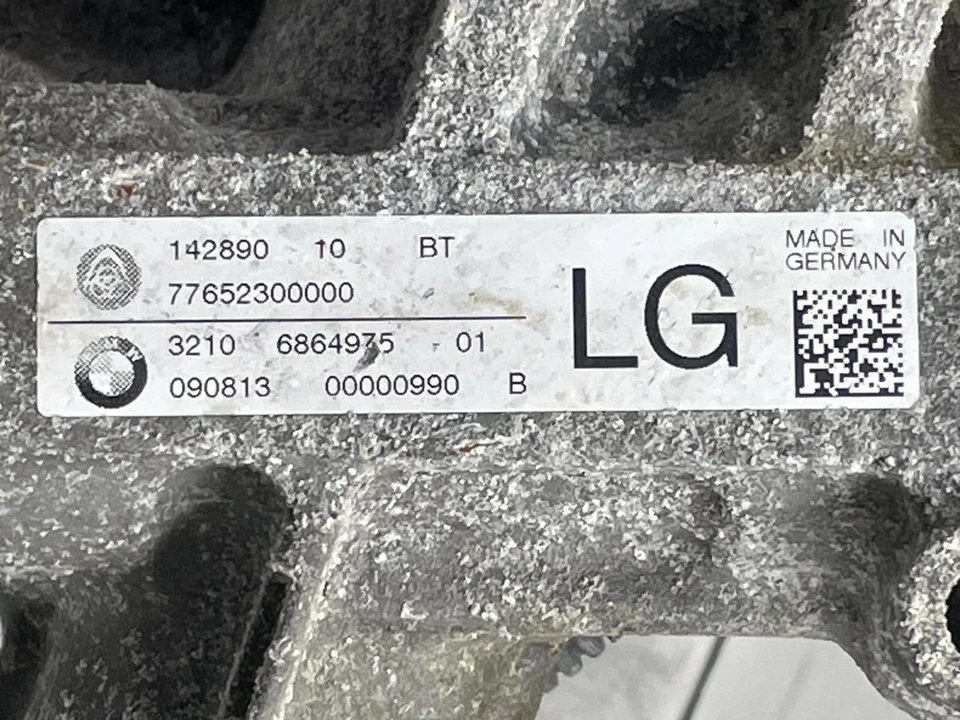 142890 10 BT
77652300000
3210 6864975 - 01
090813 00000990 B
LG
MADE IN
GERMANY